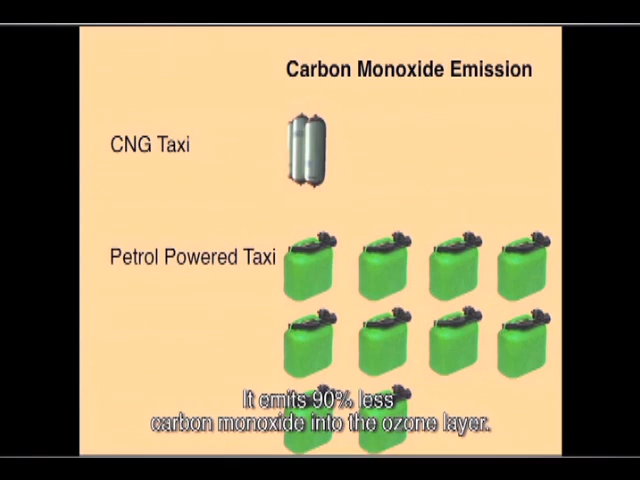 Carbon Monoxide Emission
CNG Taxi
Petrol Powered Taxi
It emits 90% less
carbon monoxide into the ozone layer.